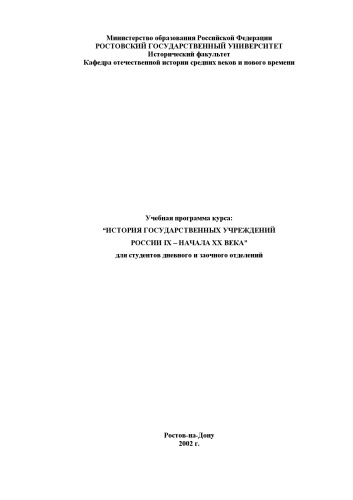 Министерство образования Российской Федерации
РОСТОВСКИЙ ГОСУДАРСТВЕННЫЙ УНИВЕРСИТЕТ
Исторический факультет
Кафедра отечественной истории средних веков и нового времени
Учебная программа курса:
“ИСТОРИЯ ГОСУДАРСТВЕННЫХ УЧРЕЖДЕНИЙ
РОССИИ IX – НАЧАЛА XX ВЕКА”
для студентов дневного и заочного отделений
Ростов-на-Дону
2002 г.